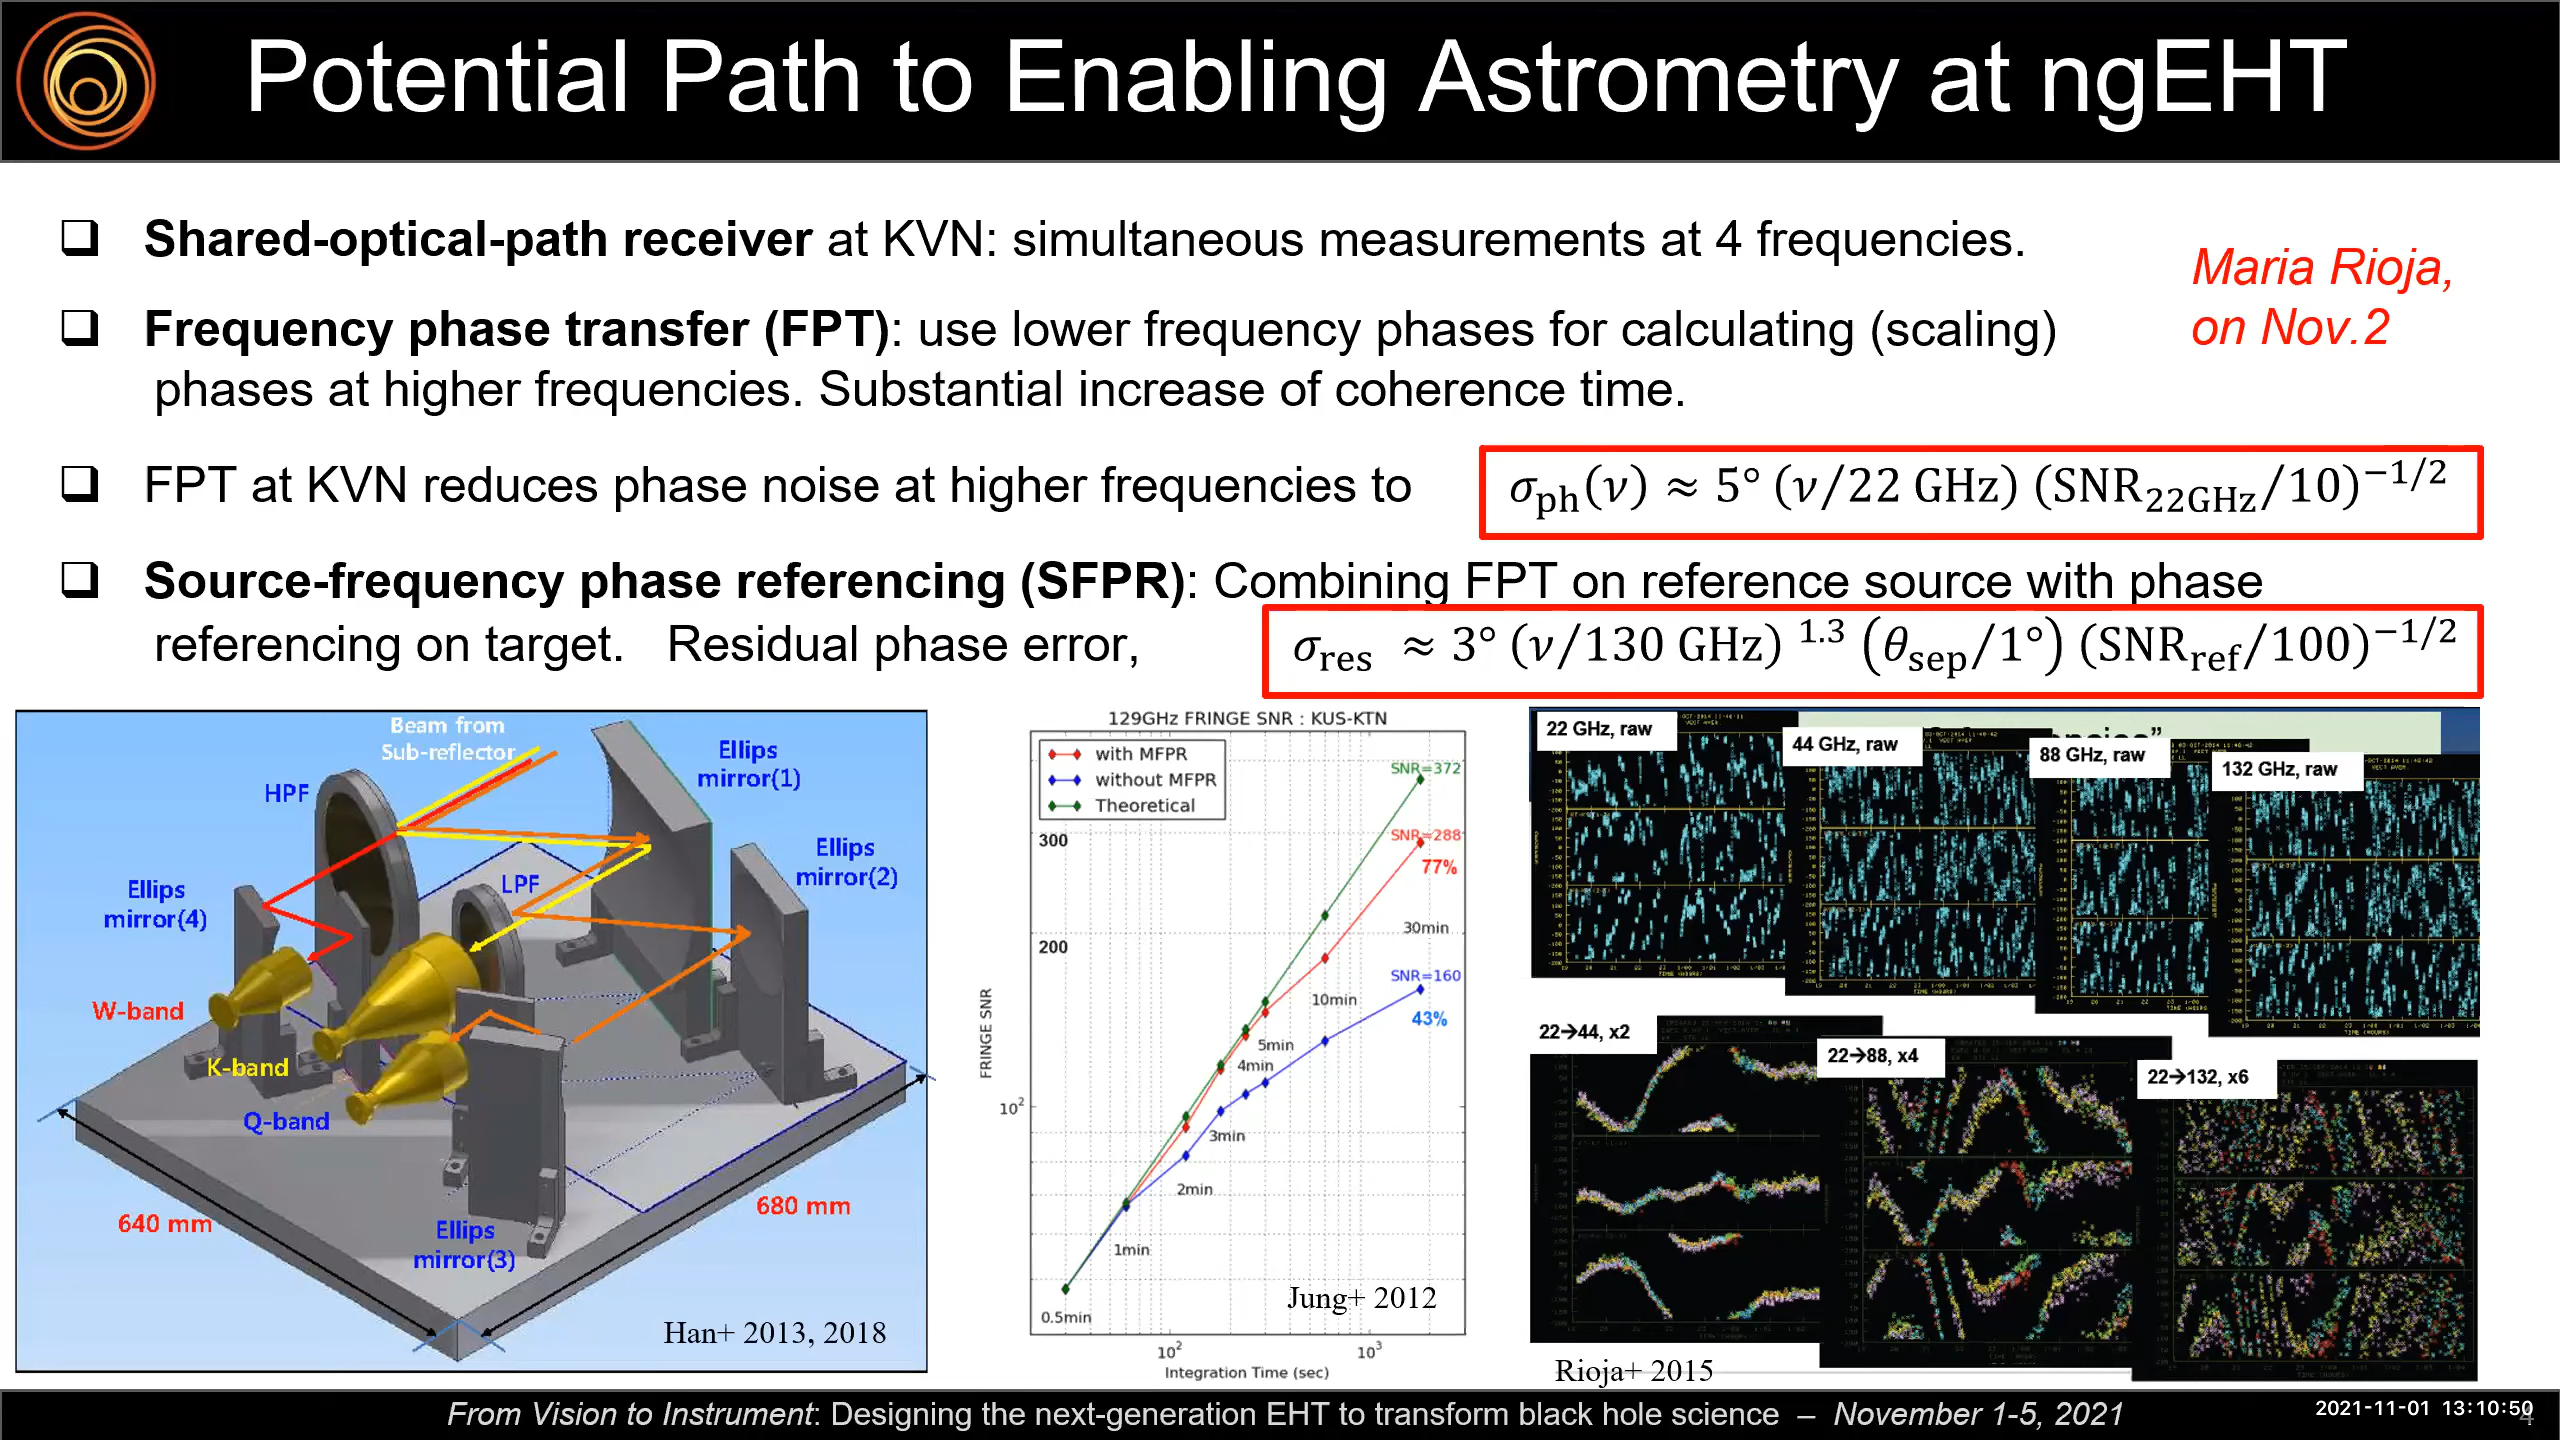 Potential Path to Enabling Astrometry at ngEHT
❑ Shared-optical-path receiver at KVN: simultaneous measurements at 4 frequencies.
Maria Rioja,
on Nov.2
❑ Frequency phase transfer (FPT): use lower frequency phases for calculating (scaling)
phases at higher frequencies. Substantial increase of coherence time.
❑ FPT at KVN reduces phase noise at higher frequencies to
σph(ν) ≈ 5° (ν/22 GHz) (SNR22GHz/10)−1/2
❑ Source-frequency phase referencing (SFPR): Combining FPT on reference source with phase
referencing on target. Residual phase error,
σres ≈ 3° (ν/130 GHz) 1.3 (θsep/1°) (SNRref/100)−1/2
Beam from
Sub-reflector
Ellips
mirror(1)
HPF
Ellips
mirror(2)
LPF
Ellips
mirror(4)
W-band
K-band
Q-band
640 mm
680 mm
Ellips
mirror(3)
Han+ 2013, 2018
129GHz FRINGE SNR : KUS-KTN
with MFPR
without MFPR
Theoretical
SNR=372
300
SNR=288
77%
200
30min
SNR=160
10min
43%
5min
4min
10²
3min
2min
1min
0.5min
FRINGE SNR
Jung+ 2012
10² 10³
Integration Time (sec)
22 GHz, raw
44 GHz, raw
88 GHz, raw
132 GHz, raw
22→44, x2
22→88, x4
22→132, x6
Rioja+ 2015
From Vision to Instrument: Designing the next-generation EHT to transform black hole science – November 1-5, 2021
2021-11-01 13:10:50
4